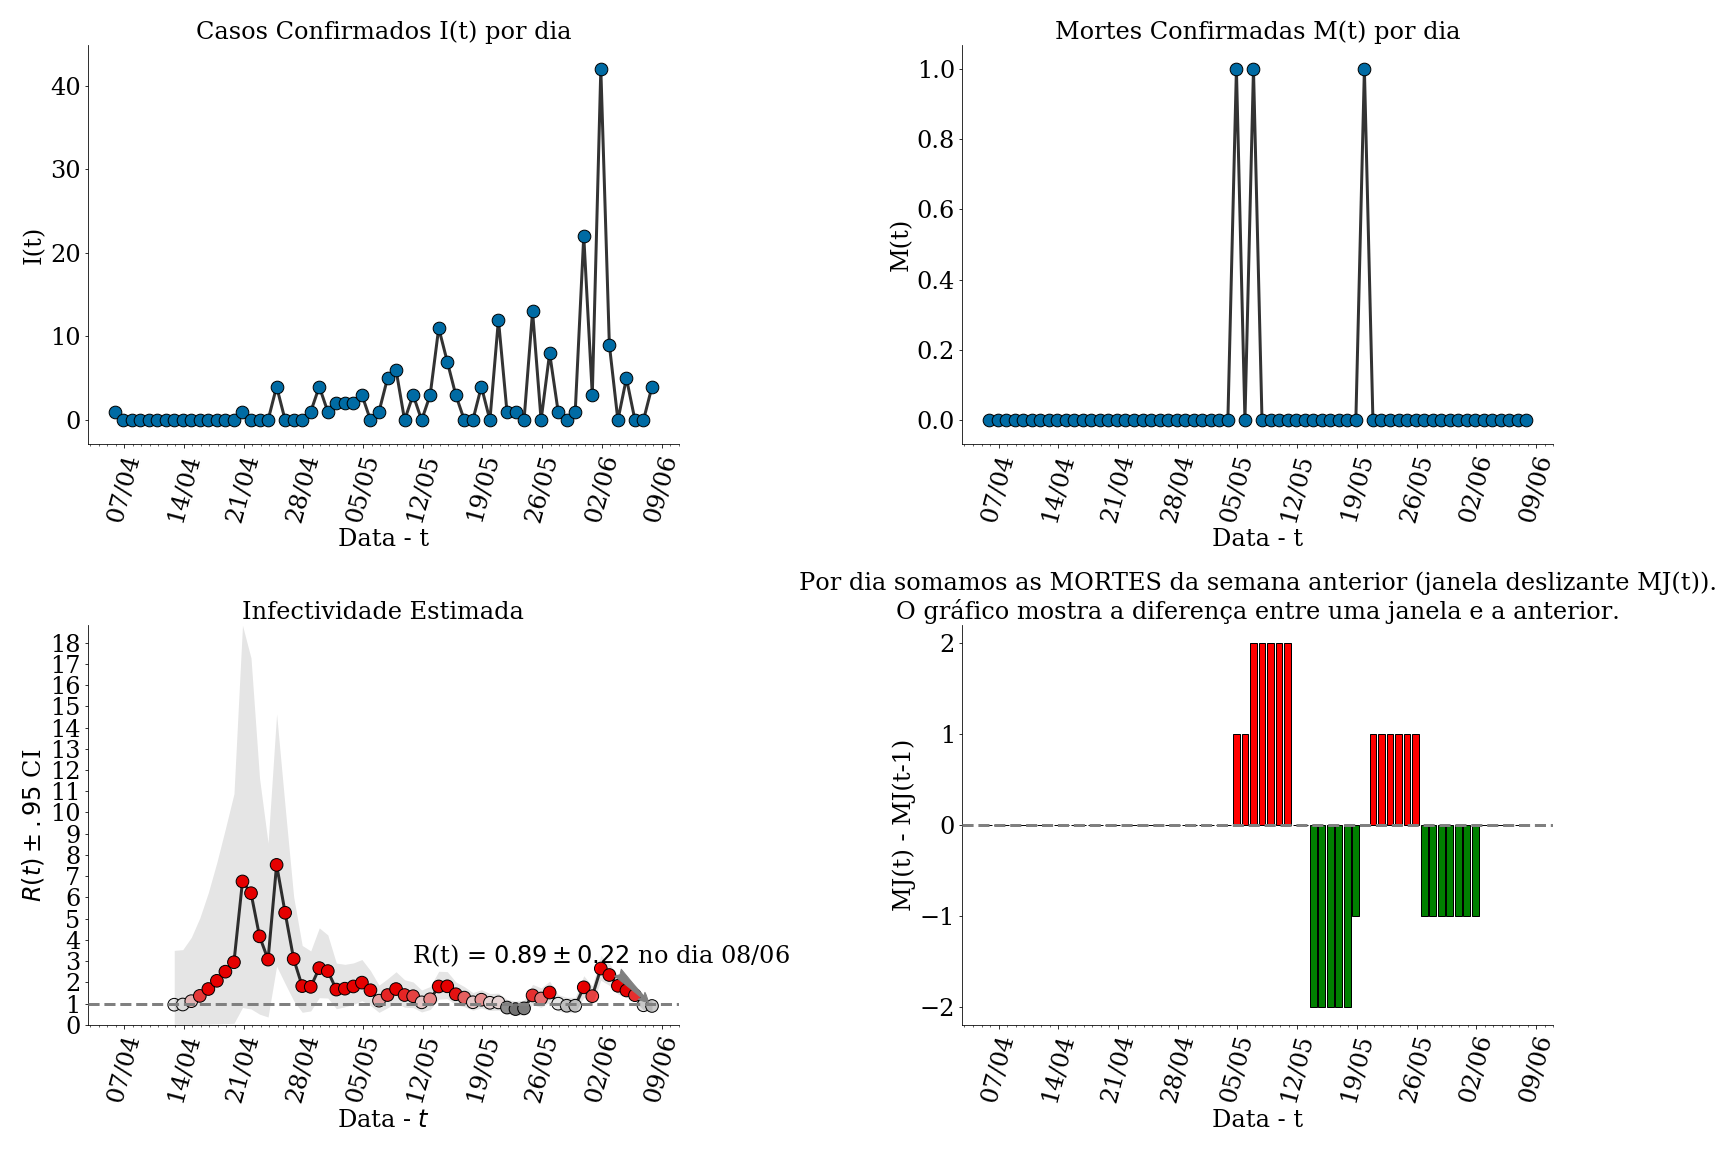 Casos Confirmados I(t) por dia
I(t)
40
30
20
10
0
07/04 14/04 21/04 28/04 05/05 12/05 19/05 26/05 02/06 09/06
Data - t
Mortes Confirmadas M(t) por dia
M(t)
1.0
0.8
0.6
0.4
0.2
0.0
07/04 14/04 21/04 28/04 05/05 12/05 19/05 26/05 02/06 09/06
Data - t
Infectividade Estimada
R(t) ± .95 CI
18
17
16
15
14
13
12
11
10
9
8
7
6
5
4
3
2
1
0
R(t) = 0.89 ± 0.22 no dia 08/06
07/04 14/04 21/04 28/04 05/05 12/05 19/05 26/05 02/06 09/06
Data - t
Por dia somamos as MORTES da semana anterior (janela deslizante MJ(t)).
O gráfico mostra a diferença entre uma janela e a anterior.
MJ(t) - MJ(t-1)
2
1
0
−1
−2
07/04 14/04 21/04 28/04 05/05 12/05 19/05 26/05 02/06 09/06
Data - t